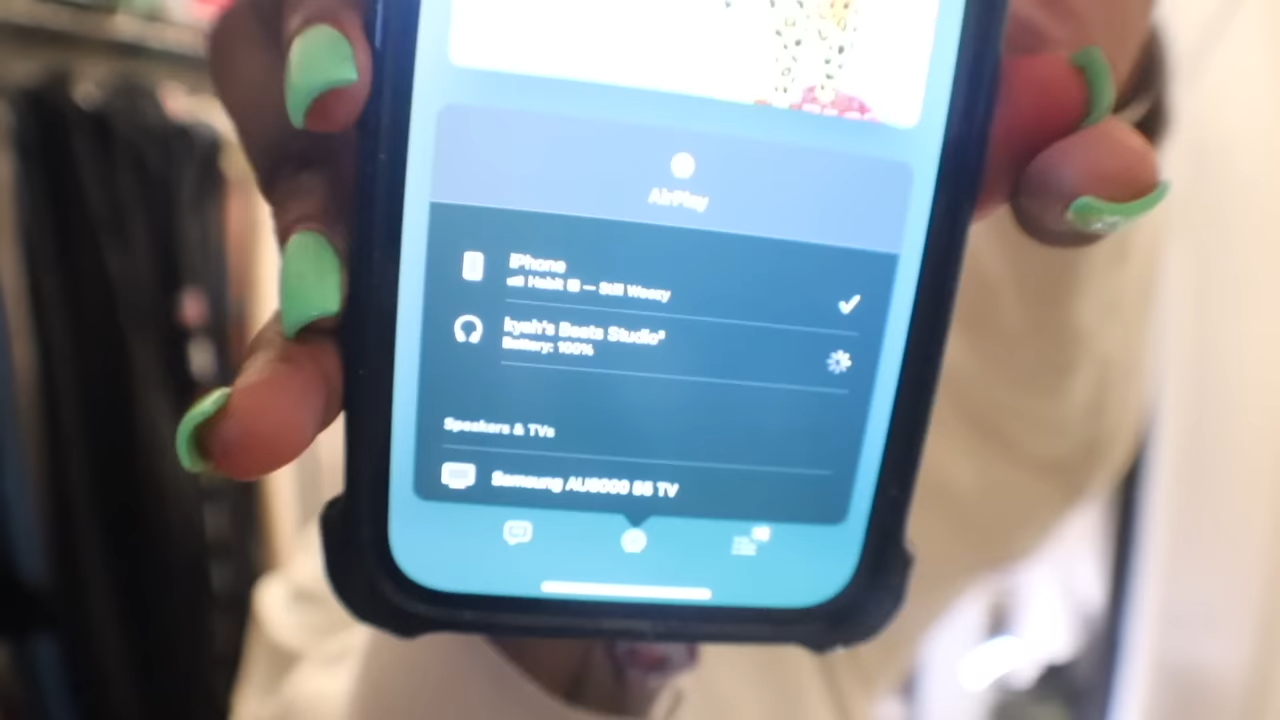 AirPlay
iPhone
Habit E — Still Woozy
kyah's Beats Studio³
Battery: 100%
Speakers & TVs
Samsung AU8000 55 TV